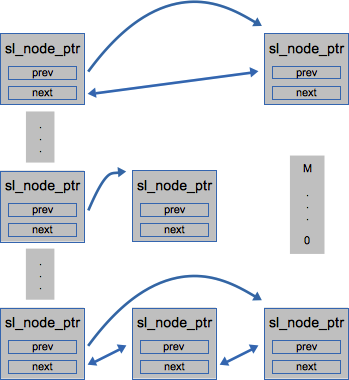 sl_node_ptr
prev
next
sl_node_ptr
prev
next
.
.
.
sl_node_ptr
prev
next
sl_node_ptr
prev
next
M
.
.
.
0
.
.
.
sl_node_ptr
prev
next
sl_node_ptr
prev
next
sl_node_ptr
prev
next